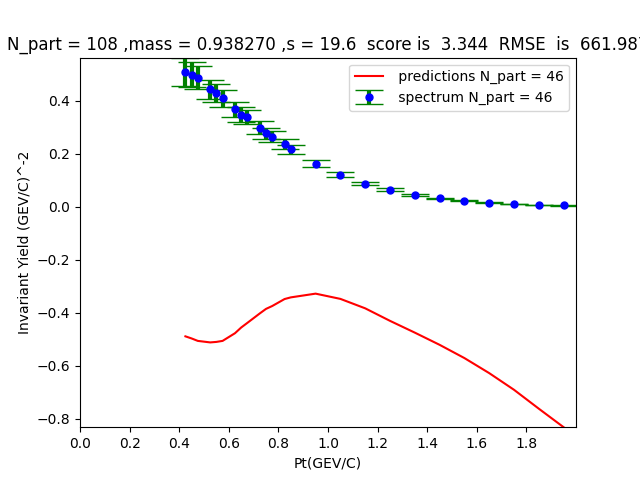 N_part = 108 ,mass = 0.938270 ,s = 19.6  score is  3.344  RMSE  is  661.987
predictions N_part = 46
spectrum N_part = 46
Invariant Yield (GEV/C)^-2
0.4
0.2
0.0
−0.2
−0.4
−0.6
−0.8
0.0 0.2 0.4 0.6 0.8 1.0 1.2 1.4 1.6 1.8
Pt(GEV/C)